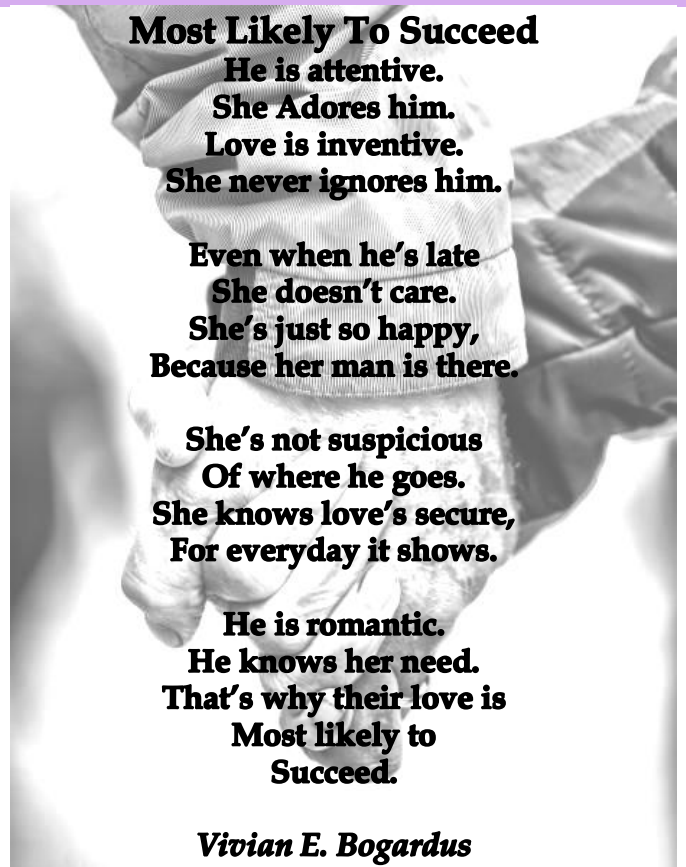 Most Likely To Succeed
He is attentive.
She Adores him.
Love is inventive.
She never ignores him.
Even when he's late
She doesn't care.
She's just so happy,
Because her man is there.
She's not suspicious
Of where he goes.
She knows love's secure,
For everyday it shows.
He is romantic.
He knows her need.
That's why their love is
Most likely to
Succeed.
Vivian E. Bogardus